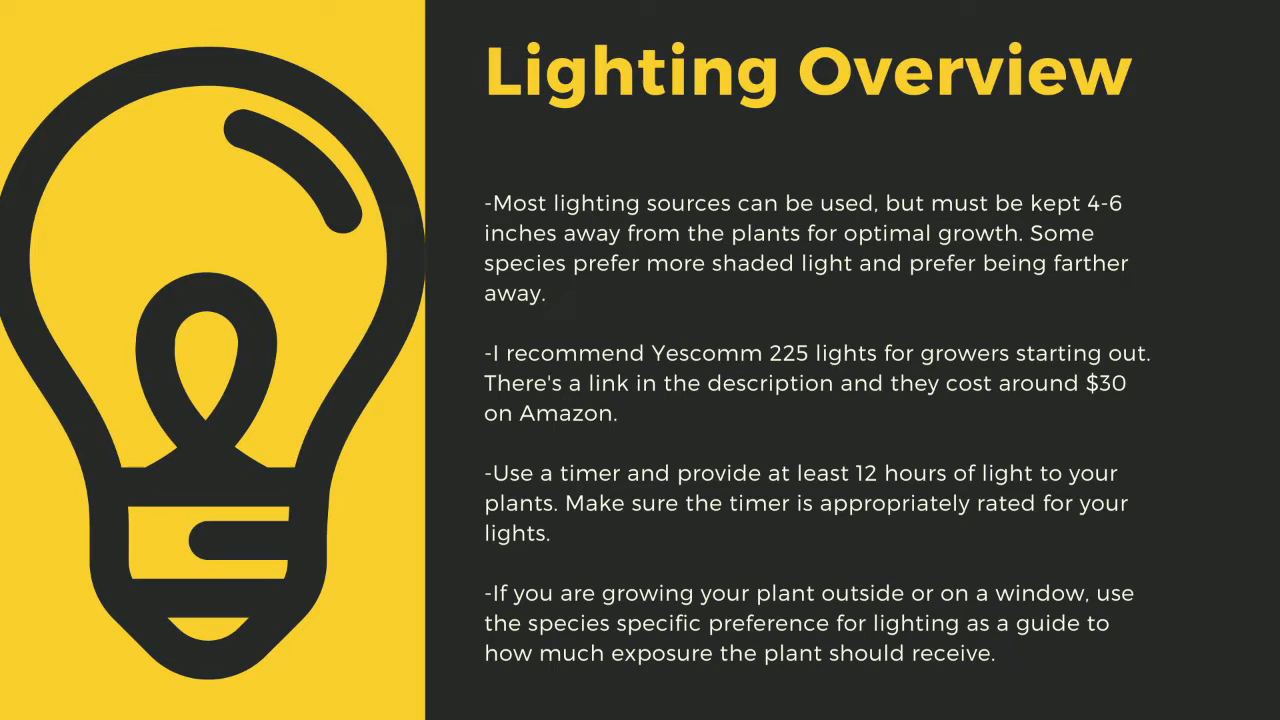 Lighting Overview
-Most lighting sources can be used, but must be kept 4-6
inches away from the plants for optimal growth. Some
species prefer more shaded light and prefer being farther
away.
-I recommend Yescomm 225 lights for growers starting out.
There's a link in the description and they cost around $30
on Amazon.
-Use a timer and provide at least 12 hours of light to your
plants. Make sure the timer is appropriately rated for your
lights.
-If you are growing your plant outside or on a window, use
the species specific preference for lighting as a guide to
how much exposure the plant should receive.